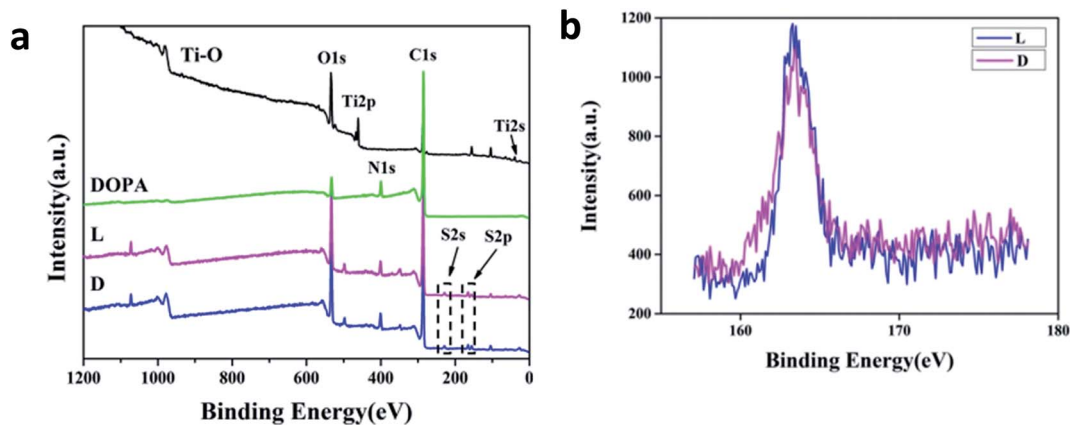 a
Ti-O
O1s
C1s
Ti2p
Ti2s
N1s
DOPA
L
S2s
S2p
D
Intensity(a.u.)
1200
1000
800
600
400
200
0
Binding Energy(eV)
b
L
D
1200
1000
800
600
400
200
Intensity(a.u.)
160
170
180
Binding Energy(eV)